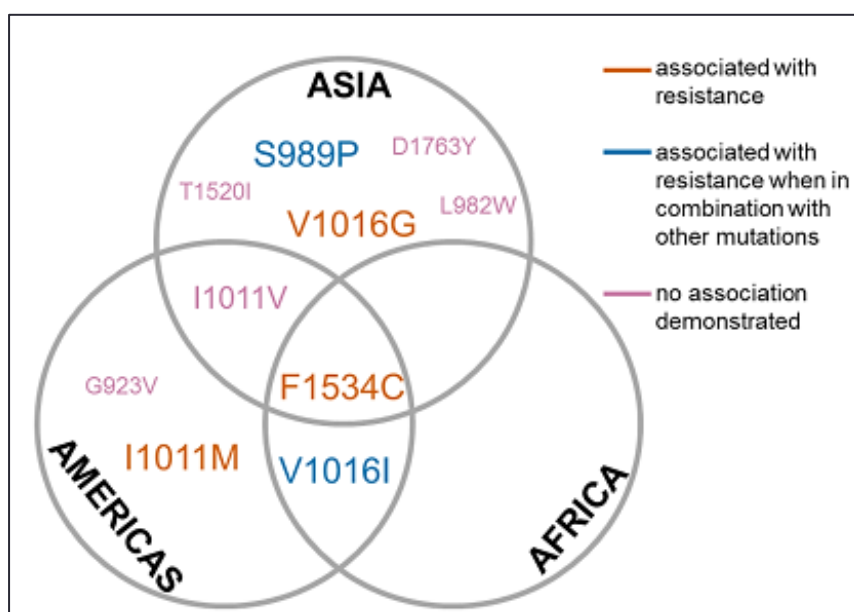 ASIA
S989P
D1763Y
T1520I
L982W
V1016G
I1011V
F1534C
G923V
I1011M
V1016I
AMERICAS
AFRICA
associated with
resistance
associated with
resistance when in
combination with
other mutations
no association
demonstrated